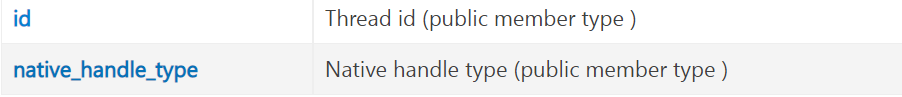 id Thread id (public member type )
native_handle_type Native handle type (public member type )